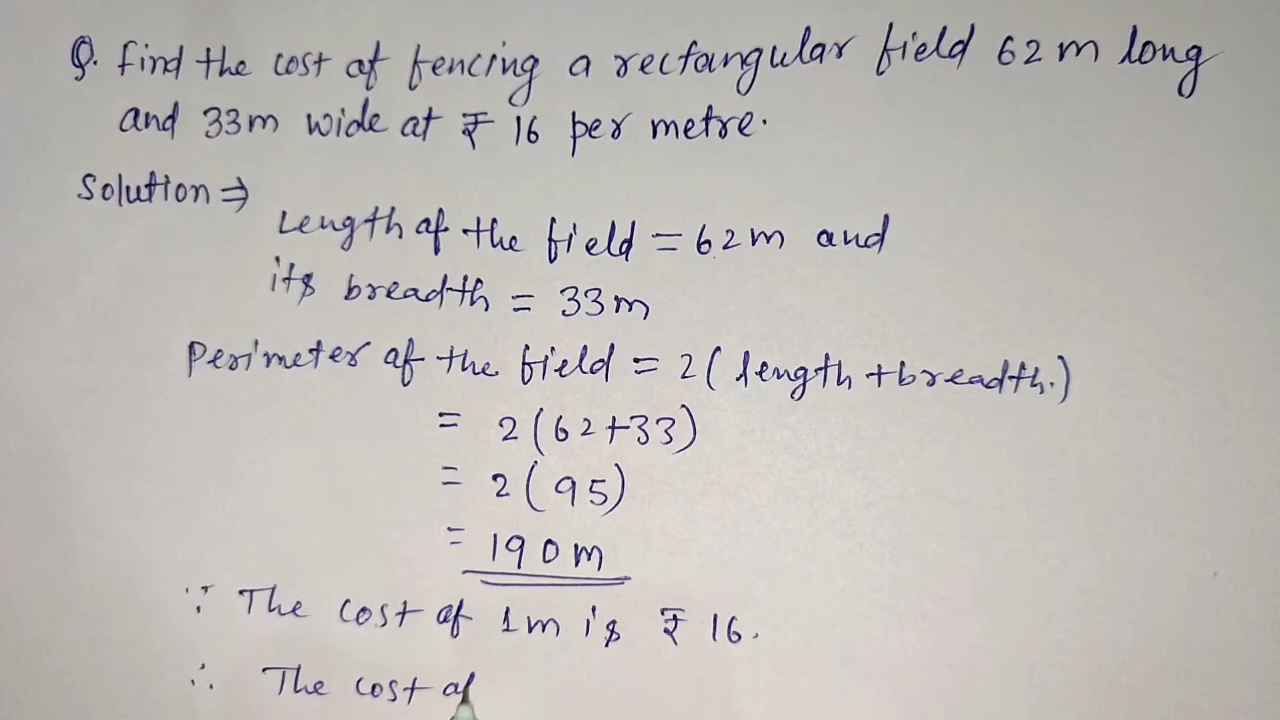 Q. Find the cost of fencing a rectangular field 62 m long
and 33m wide at ₹ 16 per metre.
Solution ⇒
Length of the field = 62 m and
its breadth = 33 m
Perimeter of the field = 2 ( length + breadth.)
= 2 (62+33)
= 2 ( 95)
= 190 m
∵ The cost of 1m is ₹ 16.
∴ The cost of